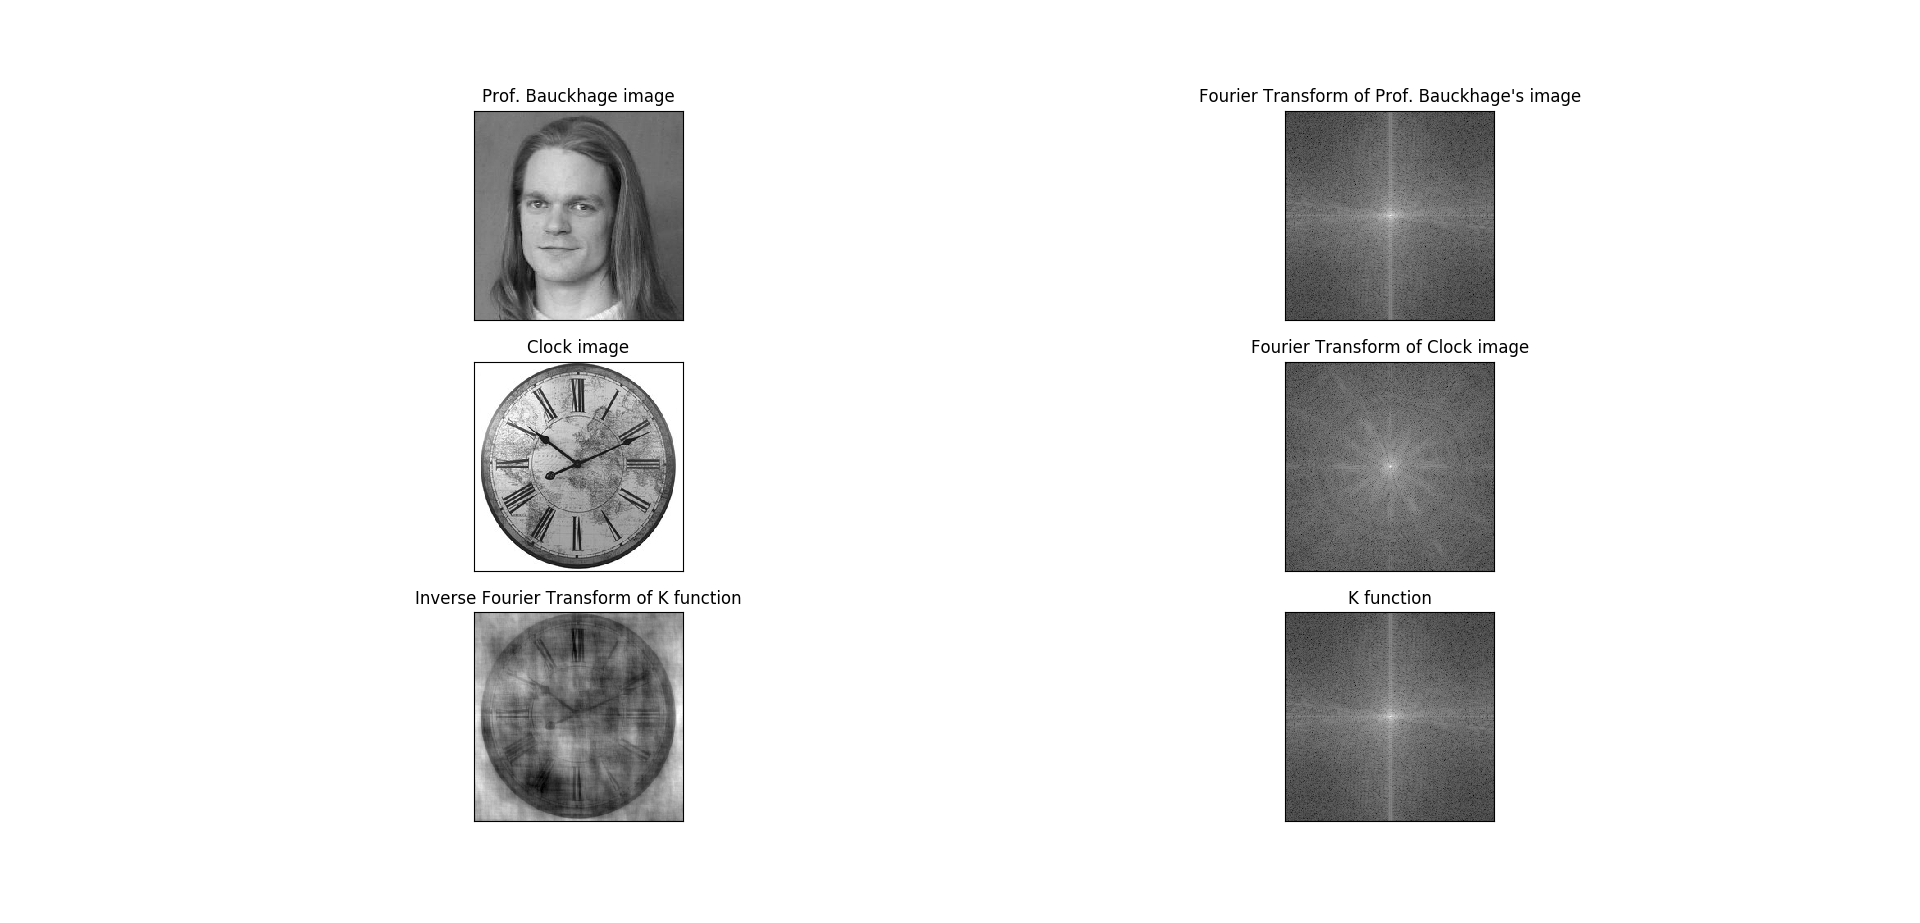 Prof. Bauckhage image
Fourier Transform of Prof. Bauckhage's image
Clock image
Fourier Transform of Clock image
Inverse Fourier Transform of K function
K function